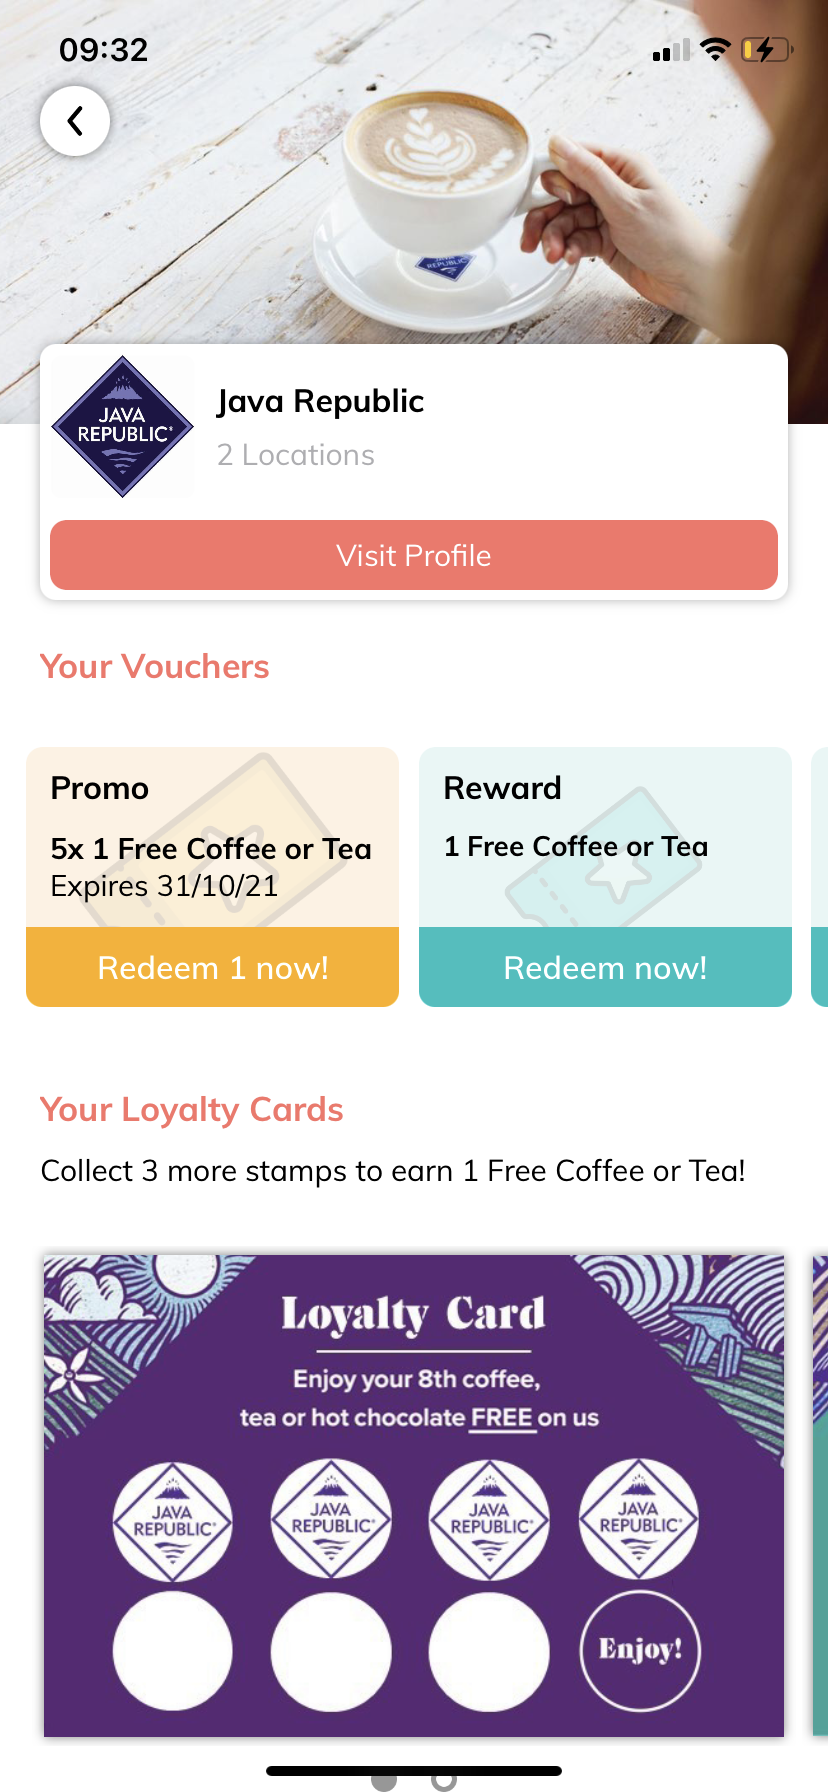 09:32
JAVA
REPUBLIC
JAVA
REPUBLIC®
Java Republic
2 Locations
Visit Profile
Your Vouchers
Promo
5x 1 Free Coffee or Tea
Expires 31/10/21
Redeem 1 now!
Reward
1 Free Coffee or Tea
Redeem now!
Your Loyalty Cards
Collect 3 more stamps to earn 1 Free Coffee or Tea!
Loyalty Card
Enjoy your 8th coffee,
tea or hot chocolate FREE on us
JAVA
REPUBLIC®
JAVA
REPUBLIC®
JAVA
REPUBLIC®
JAVA
REPUBLIC®
Enjoy!